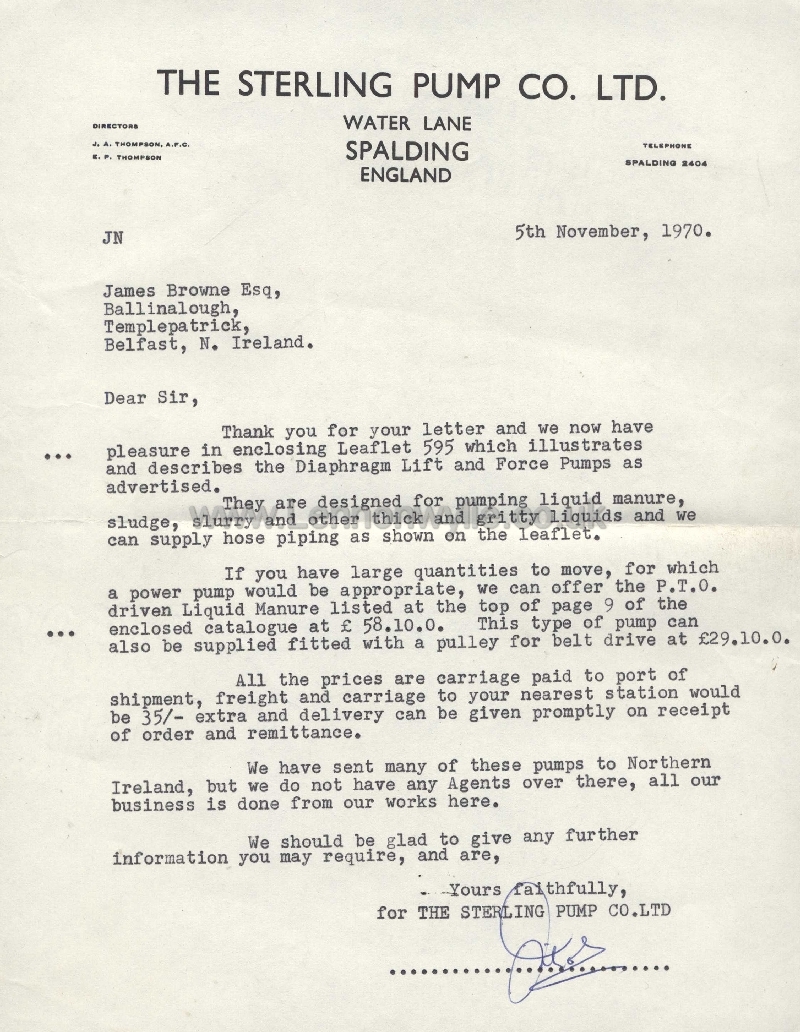 THE STERLING PUMP CO. LTD.
DIRECTORS
J. A. THOMPSON, A.F.C.
E. P. THOMPSON
WATER LANE
SPALDING
ENGLAND
TELEPHONE
SPALDING 2404
JN
5th November, 1970.
James Browne Esq,
Ballinalough,
Templepatrick,
Belfast, N. Ireland.
Dear Sir,
Thank you for your letter and we now have
... pleasure in enclosing Leaflet 595 which illustrates
and describes the Diaphragm Lift and Force Pumps as
advertised.
They are designed for pumping liquid manure,
sludge, slurry and other thick and gritty liquids and we
can supply hose piping as shown on the leaflet.
If you have large quantities to move, for which
a power pump would be appropriate, we can offer the P.T.O.
driven Liquid Manure listed at the top of page 9 of the
... enclosed catalogue at £ 58.10.0. This type of pump can
also be supplied fitted with a pulley for belt drive at £29.10.0.
All the prices are carriage paid to port of
shipment, freight and carriage to your nearest station would
be 35/- extra and delivery can be given promptly on receipt
of order and remittance.
We have sent many of these pumps to Northern
Ireland, but we do not have any Agents over there, all our
business is done from our works here.
We should be glad to give any further
information you may require, and are,
Yours faithfully,
for THE STERLING PUMP CO.LTD